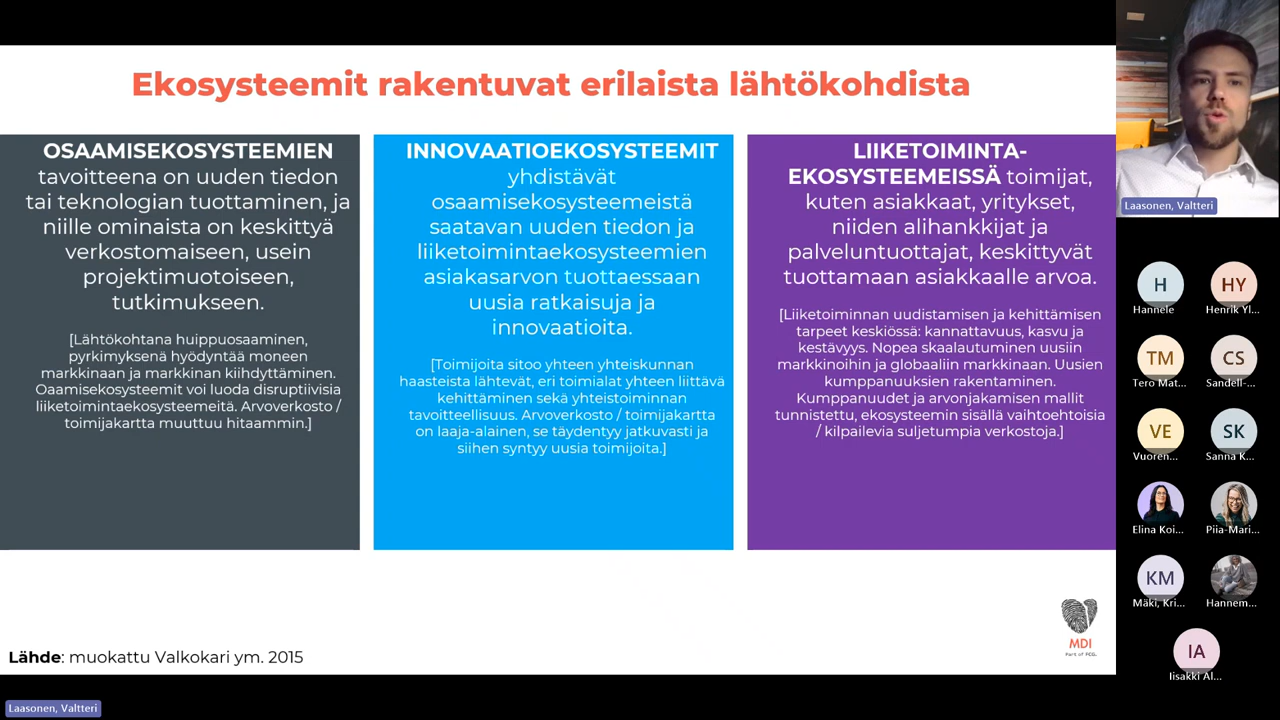 Ekosysteemit rakentuvat erilaista lähtökohdista
OSAAMISEKOSYSTEEMIEN
tavoitteena on uuden tiedon
tai teknologian tuottaminen, ja
niille ominaista on keskittyä
verkostomaiseen, usein
projektimuotoiseen,
tutkimukseen.
[Lähtökohtana huippuosaaminen,
pyrkimyksenä hyödyntää moneen
markkinaan ja markkinan kiihdyttäminen.
Oaamisekosysteemit voi luoda disruptiivisia
liiketoimintaekosysteemeitä. Arvoverkosto /
toimijakartta muuttuu hitaammin.]
INNOVAATIOEKOSYSTEEMIT
yhdistävät
osaamisekosysteemeistä
saatavan uuden tiedon ja
liiketoimintaekosysteemien
asiakasarvon tuottaessaan
uusia ratkaisuja ja
innovaatioita.
[Toimijoita sitoo yhteen yhteiskunnan
haasteista lähtevät, eri toimialat yhteen liittävä
kehittäminen sekä yhteistoiminnan
tavoitteellisuus. Arvoverkosto / toimijakartta
on laaja-alainen, se täydentyy jatkuvasti ja
siihen syntyy uusia toimijoita.]
LIIKETOIMINTA-
EKOSYSTEEMEISSÄ toimijat,
kuten asiakkaat, yritykset,
niiden alihankkijat ja
palveluntuottajat, keskittyvät
tuottamaan asiakkaalle arvoa.
[Liiketoiminnan uudistamisen ja kehittämisen
tarpeet keskiössä: kannattavuus, kasvu ja
kestävyys. Nopea skaalautuminen uusiin
markkinoihin ja globaaliin markkinaan. Uusien
kumppanuuksien rakentaminen.
Kumppanuudet ja arvonjakamisen mallit
tunnistettu, ekosysteemin sisällä vaihtoehtoisia
/ kilpailevia suljetumpia verkostoja.]
MDI
Part of FCG.
Lähde: muokattu Valkokari ym. 2015
Laasonen, Valtteri
Laasonen, Valtteri
H
Hannele
HY
Henrik Yl...
TM
Tero Mat...
CS
Sandell-...
VE
Vuoren...
SK
Sanna K...
Elina Koi...
Piia-Mari...
KM
Mäki, Kri...
Hannem...
IA
Iisakki Al...